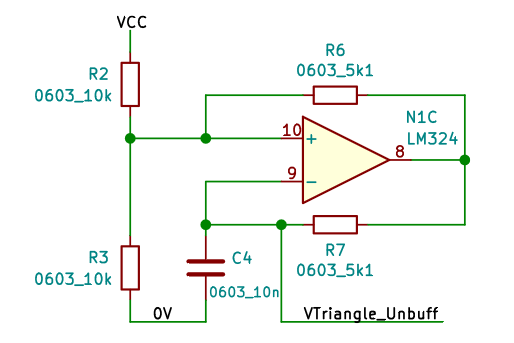 VCC
R2
0603_10k
R6
0603_5k1
N1C
LM324
10
+
8
9
−
R3
0603_10k
C4
0603_10n
R7
0603_5k1
0V
VTriangle_Unbuff